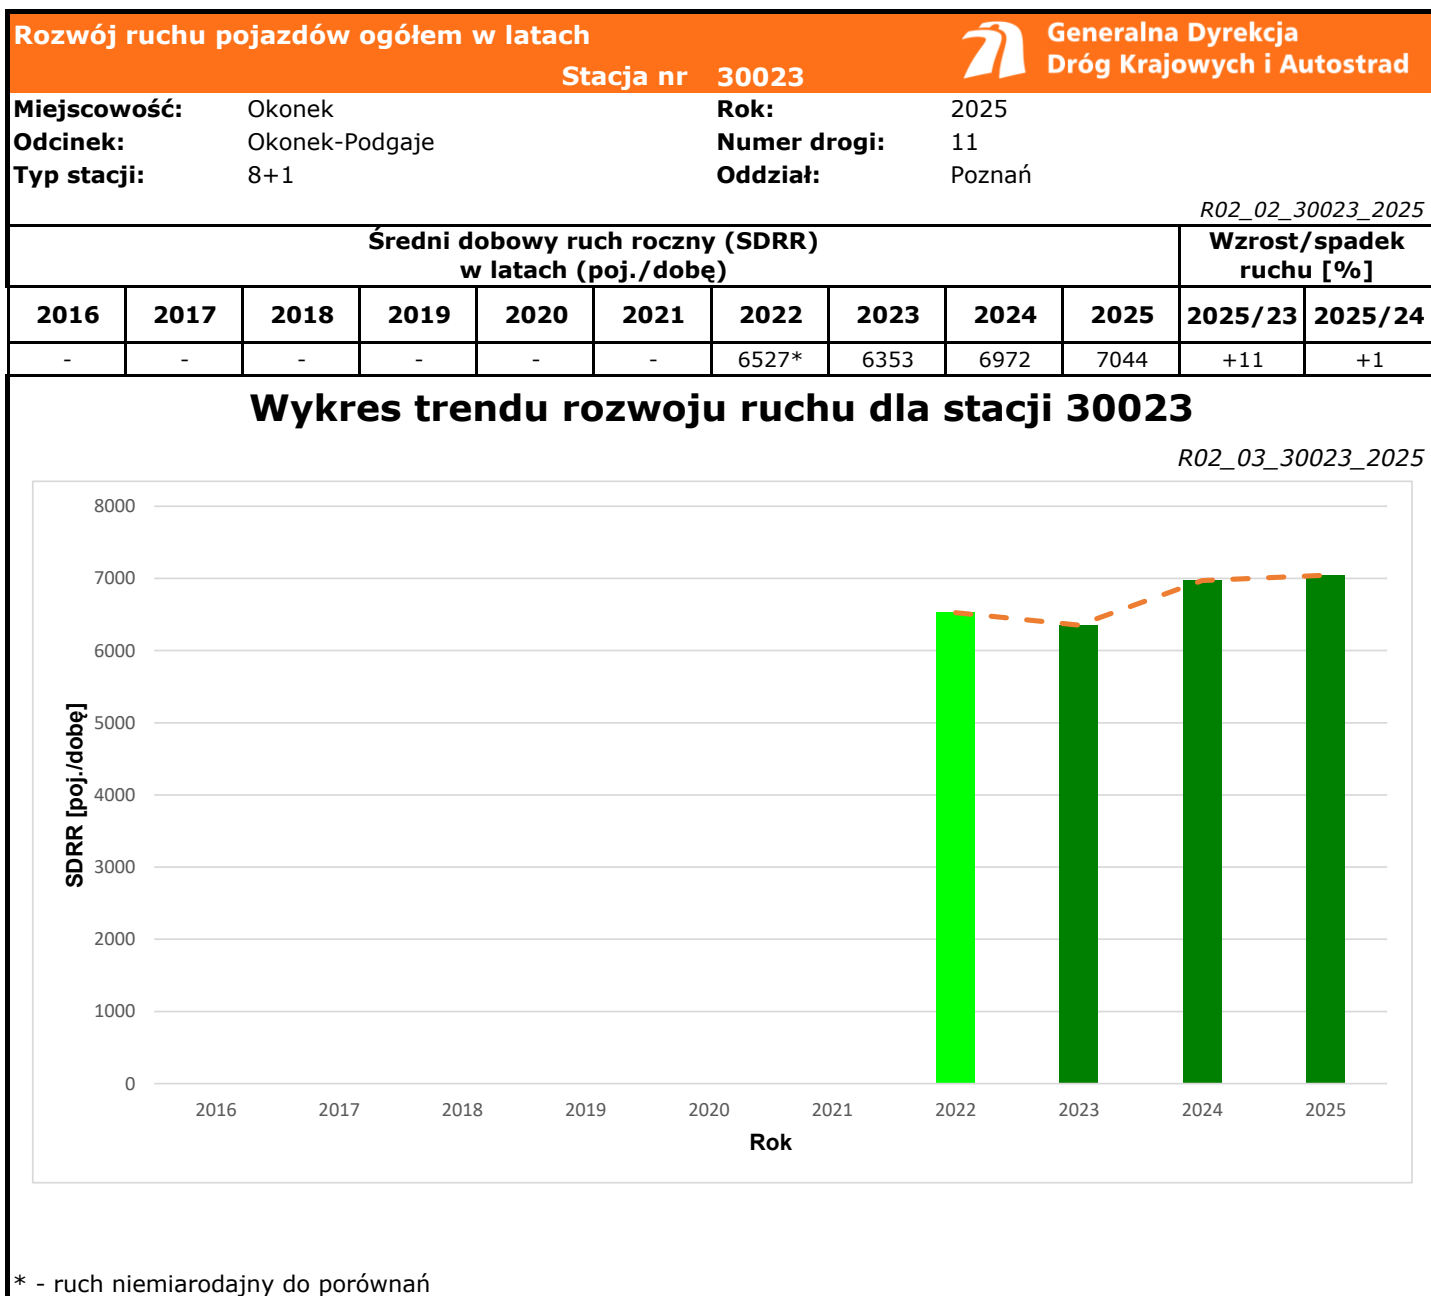 Rozwój ruchu pojazdów ogółem w latach
Generalna Dyrekcja
Dróg Krajowych i Autostrad
Stacja nr 30023
Miejscowość: Okonek Rok: 2025
Odcinek: Okonek-Podgaje Numer drogi: 11
Typ stacji: 8+1 Oddział: Poznań
R02_02_30023_2025
Średni dobowy ruch roczny (SDRR)
w latach (poj./dobę)
Wzrost/spadek
ruchu [%]
2016 2017 2018 2019 2020 2021 2022 2023 2024 2025 2025/23 2025/24
- - - - - - 6527* 6353 6972 7044 +11 +1
Wykres trendu rozwoju ruchu dla stacji 30023
R02_03_30023_2025
SDRR [poj./dobę]
8000
7000
6000
5000
4000
3000
2000
1000
0
2016 2017 2018 2019 2020 2021 2022 2023 2024 2025
Rok
* - ruch niemiarodajny do porównań